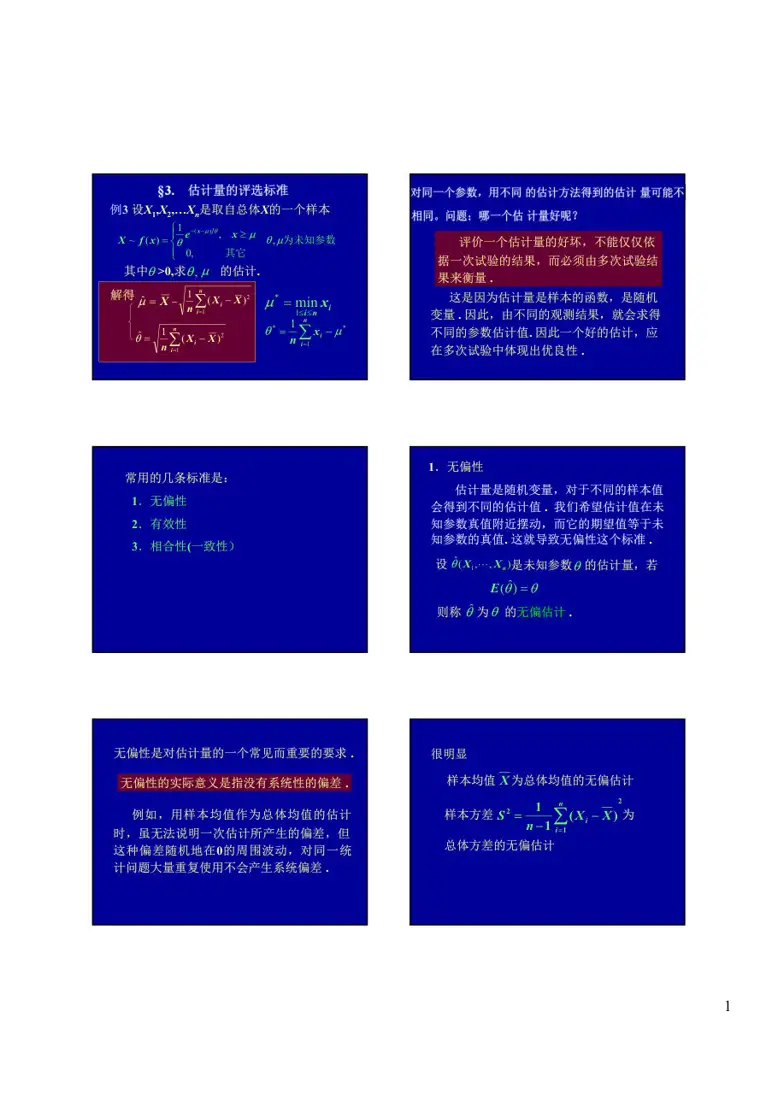 §3. 估计量的评选标准
例3 设X₁,X₂,…Xₙ是取自总体X的一个样本
X ~ f(x) = { 1/θ e^{-(x-μ)/θ}, x ≥ μ θ,μ为未知参数
0, 其它
其中θ>0,求θ, μ 的估计.
解得 μ̂ = X̄ − √(1/n ∑_{i=1}^{n} (Xᵢ − X̄)²)
θ̂ = √(1/n ∑_{i=1}^{n} (Xᵢ − X̄)²)
μ* = min_{1≤i≤n} xᵢ
θ* = 1/n ∑_{i=1}^{n} xᵢ − μ*
对同一个参数，用不同 的估计方法得到的估计 量可能不
相同。问题：哪一个估 计量好呢？
评价一个估计量的好坏，不能仅仅依
据一次试验的结果，而必须由多次试验结
果来衡量 .
这是因为估计量是样本的函数，是随机
变量 . 因此，由不同的观测结果，就会求得
不同的参数估计值. 因此一个好的估计，应
在多次试验中体现出优良性 .
常用的几条标准是：
1．无偏性
2．有效性
3．相合性(一致性）
1．无偏性
估计量是随机变量，对于不同的样本值
会得到不同的估计值 . 我们希望估计值在未
知参数真值附近摆动，而它的期望值等于未
知参数的真值. 这就导致无偏性这个标准 .
设 θ̂(X₁,⋯,Xₙ)是未知参数θ 的估计量，若
E(θ̂) = θ
则称 θ̂ 为θ 的无偏估计 .
无偏性是对估计量的一个常见而重要的要求 .
无偏性的实际意义是指没有系统性的偏差 .
例如，用样本均值作为总体均值的估计
时，虽无法说明一次估计所产生的偏差，但
这种偏差随机地在0的周围波动，对同一统
计问题大量重复使用不会产生系统偏差 .
很明显
样本均值 X̄ 为总体均值的无偏估计
样本方差 S² = 1/(n−1) ∑_{i=1}^{n} (Xᵢ − X̄)² 为
总体方差的无偏估计
1